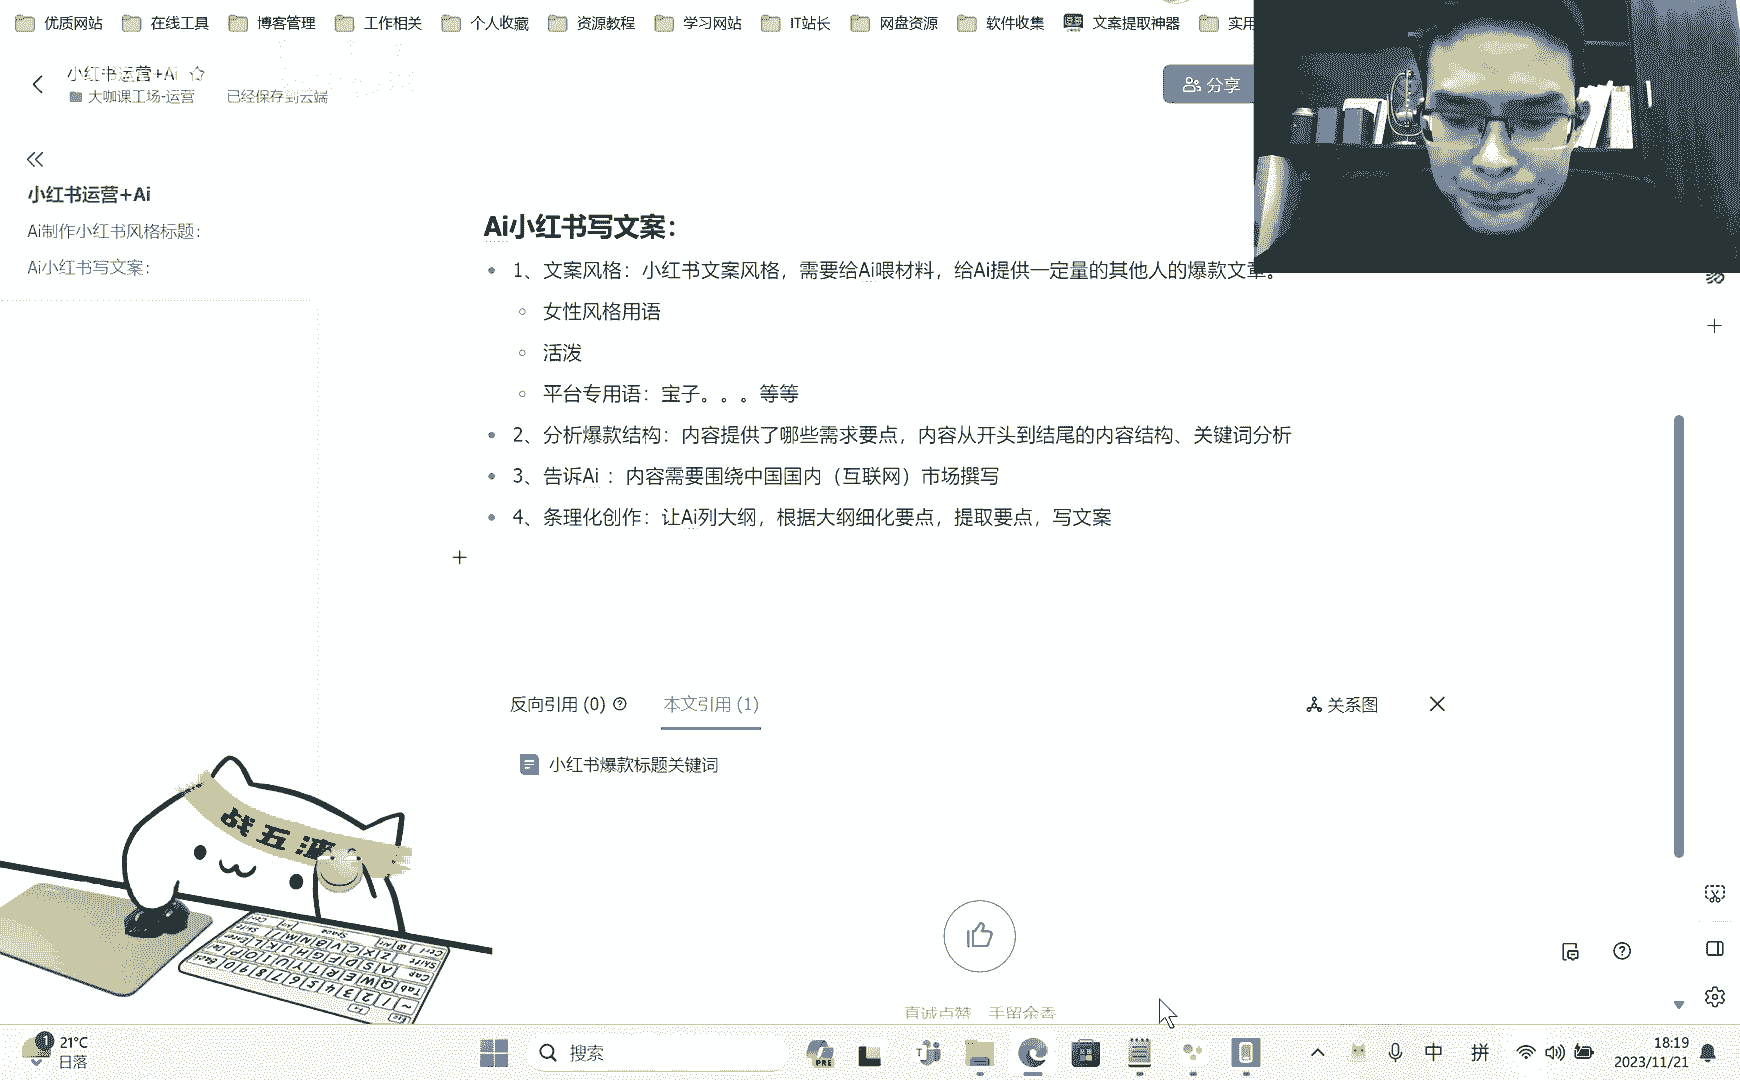 优质网站 在线工具 博客管理 工作相关 个人收藏 资源教程 学习网站 IT站长 网盘资源 软件收集 文案提取神器 实用
小红书运营+Ai
大咖课工场-运营 已经保存到云端
分享
小红书运营+Ai
Ai制作小红书风格标题：
Ai小红书写文案：
Ai小红书写文案：
1、文案风格：小红书文案风格，需要给Ai喂材料，给Ai提供一定量的其他人的爆款文章。
女性风格用语
活泼
平台专用语：宝子。。。等等
2、分析爆款结构：内容提供了哪些需求要点，内容从开头到结尾的内容结构、关键词分析
3、告诉Ai ：内容需要围绕中国国内（互联网）市场撰写
4、条理化创作：让Ai列大纲，根据大纲细化要点，提取要点，写文案
反向引用 (0) 本文引用 (1) 关系图
小红书爆款标题关键词
战五渣
真诚点赞，手留余香
1 21°C
日落
搜索
PRE
中 拼
18:19
2023/11/21